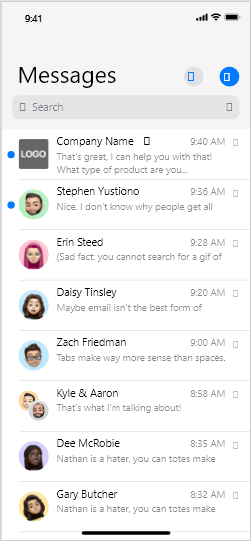 9:41
Messages
Search
LOGO
Company Name 9:40 AM
That's great, I can help you with that!
What type of product are you...
Stephen Yustiono 9:36 AM
Nice. I don't know why people get all
Erin Steed 9:28 AM
(Sad fact: you cannot search for a gif of
Daisy Tinsley 9:20 AM
Maybe email isn't the best form of
Zach Friedman 9:00 AM
Tabs make way more sense than spaces.
Kyle & Aaron 8:58 AM
That's what I'm talking about!
Dee McRobie 8:35 AM
Nathan is a hater, you can totes make
Gary Butcher 8:32 AM
Nathan is a hater, you can totes make